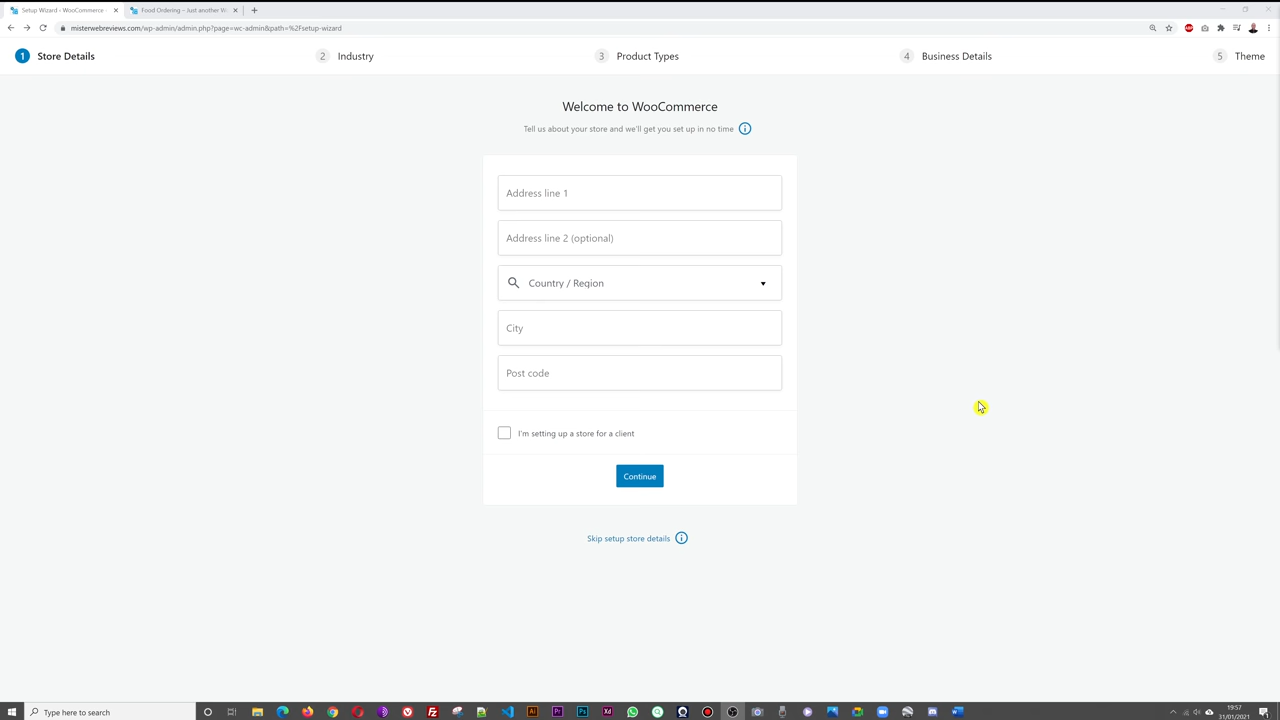 Setup Wizard ‹ WooCommerce
Food Ordering – Just another W
misterwebreviews.com/wp-admin/admin.php?page=wc-admin&path=%2Fsetup-wizard
1 Store Details
2 Industry
3 Product Types
4 Business Details
5 Theme
Welcome to WooCommerce
Tell us about your store and we'll get you set up in no time
Address line 1
Address line 2 (optional)
Country / Region
City
Post code
I'm setting up a store for a client
Continue
Skip setup store details
Type here to search
19:57
31/01/2021